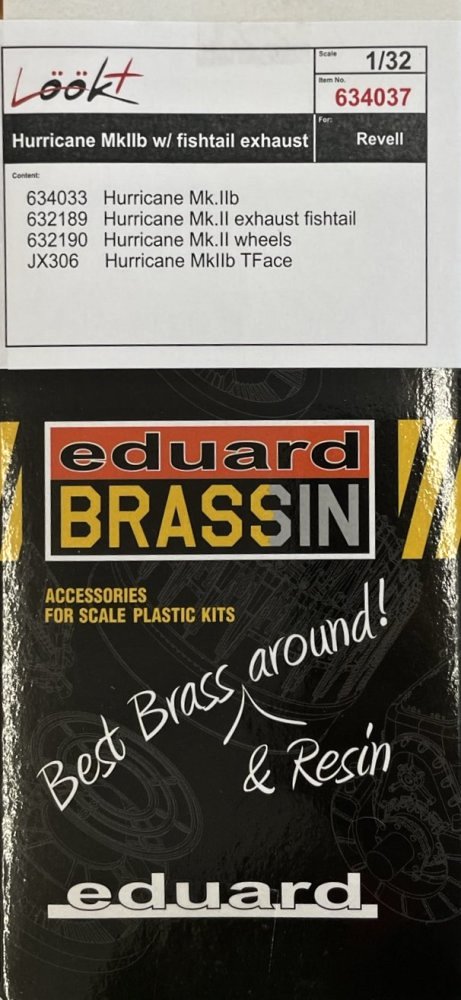 Löök+
Scale
1/32
Item No.
634037
Hurricane MkIIb w/ fishtail exhaust
For:
Revell
Content:
634033 Hurricane Mk.IIb
632189 Hurricane Mk.II exhaust fishtail
632190 Hurricane Mk.II wheels
JX306 Hurricane MkIIb TFace
eduard
BRASSIN
ACCESSORIES
FOR SCALE PLASTIC KITS
Best Brass around!
& Resin
eduard